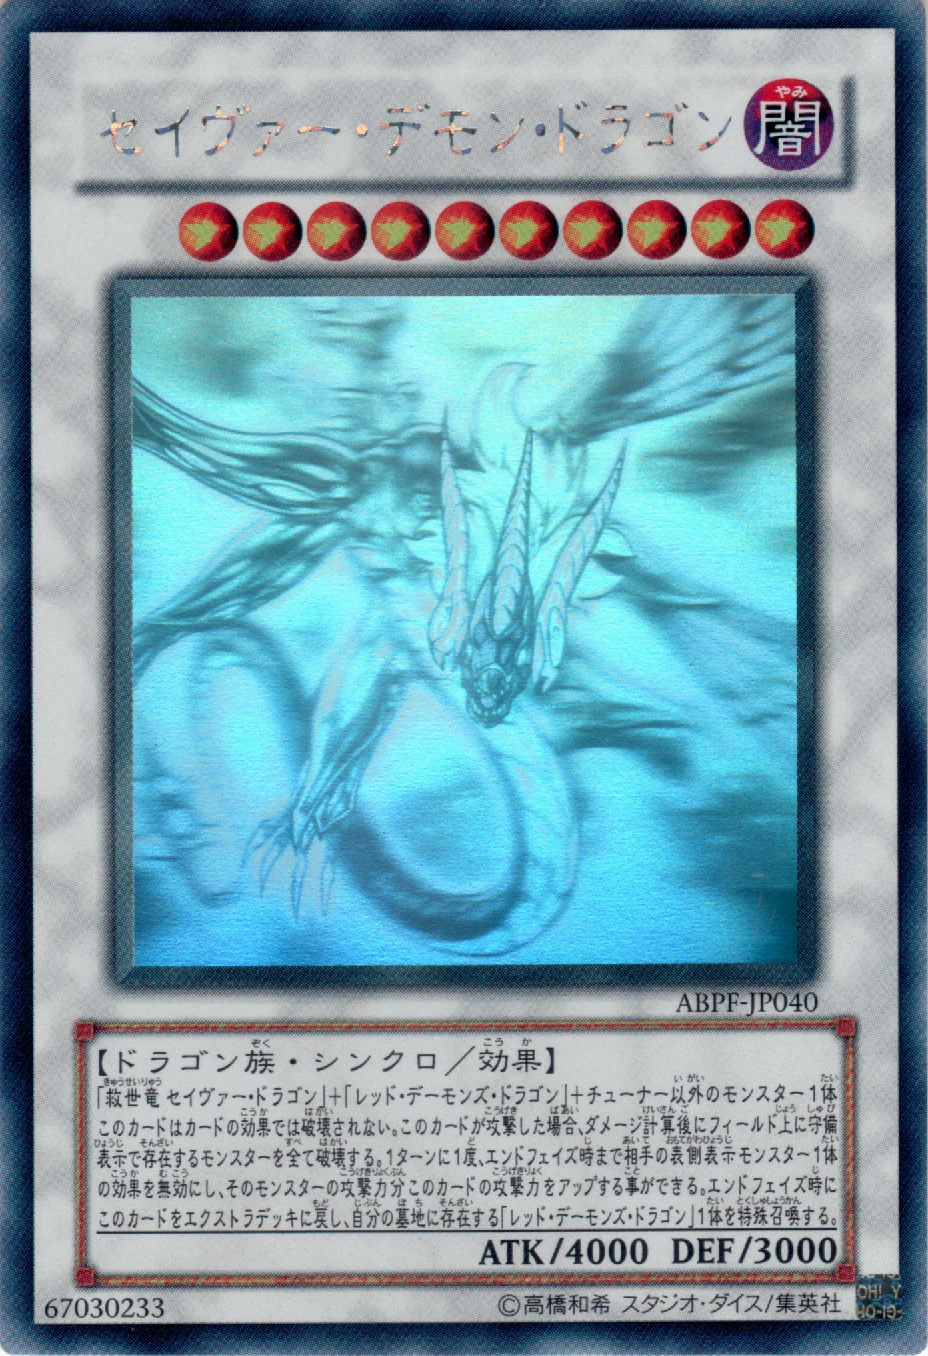 セイヴァー・デモン・ドラゴン
やみ
闇
ABPF-JP040
【ドラゴン族・シンクロ／効果】
「救世竜 セイヴァー・ドラゴン」＋「レッド・デーモンズ・ドラゴン」＋チューナー以外のモンスター1体
このカードはカードの効果では破壊されない。このカードが攻撃した場合、ダメージ計算後にフィールド上に守備
表示で存在するモンスターを全て破壊する。1ターンに1度、エンドフェイズ時まで相手の表側表示モンスター1体
の効果を無効にし、そのモンスターの攻撃力分このカードの攻撃力をアップする事ができる。エンドフェイズ時に
このカードをエクストラデッキに戻し、自分の墓地に存在する「レッド・デーモンズ・ドラゴン」1体を特殊召喚する。
ATK/4000 DEF/3000
67030233
©高橋和希 スタジオ・ダイス/集英社